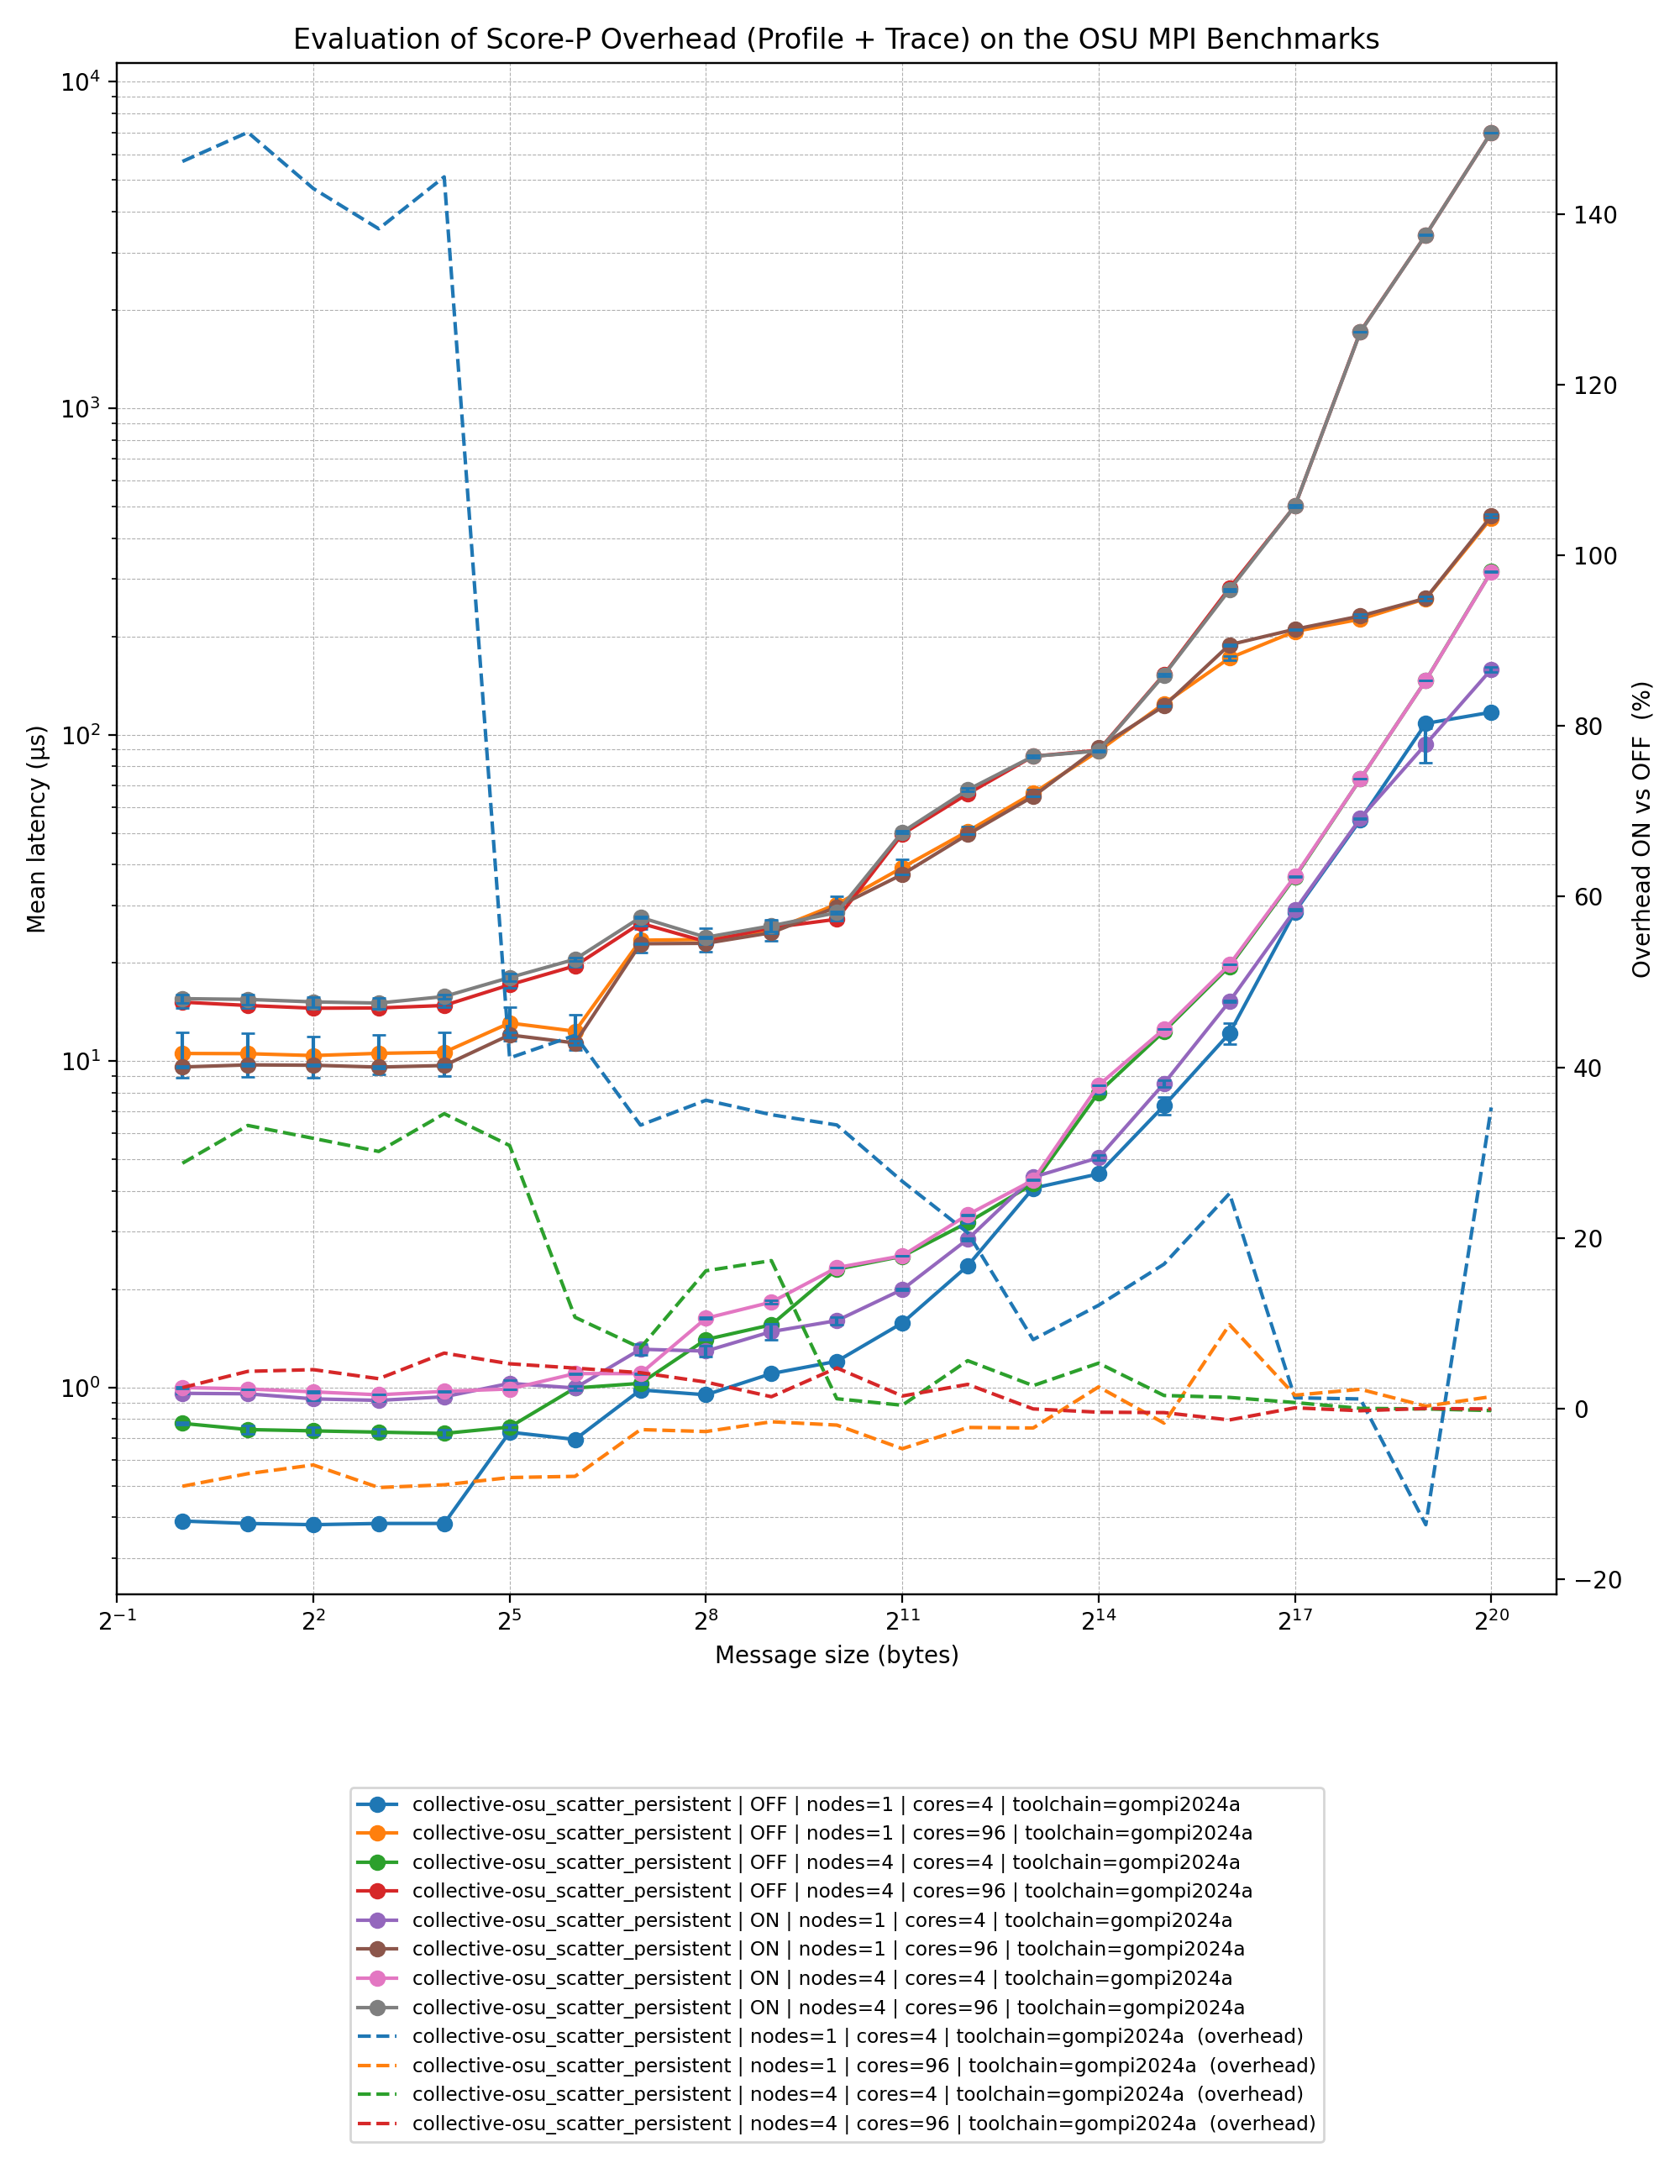 Evaluation of Score-P Overhead (Profile + Trace) on the OSU MPI Benchmarks
Mean latency (µs)
10⁴
10³
10²
10¹
10⁰
140
120
100
80
60
40
20
0
−20
Overhead ON vs OFF (%)
2⁻¹ 2² 2⁵ 2⁸ 2¹¹ 2¹⁴ 2¹⁷ 2²⁰
Message size (bytes)
collective-osu_scatter_persistent | OFF | nodes=1 | cores=4 | toolchain=gompi2024a
collective-osu_scatter_persistent | OFF | nodes=1 | cores=96 | toolchain=gompi2024a
collective-osu_scatter_persistent | OFF | nodes=4 | cores=4 | toolchain=gompi2024a
collective-osu_scatter_persistent | OFF | nodes=4 | cores=96 | toolchain=gompi2024a
collective-osu_scatter_persistent | ON | nodes=1 | cores=4 | toolchain=gompi2024a
collective-osu_scatter_persistent | ON | nodes=1 | cores=96 | toolchain=gompi2024a
collective-osu_scatter_persistent | ON | nodes=4 | cores=4 | toolchain=gompi2024a
collective-osu_scatter_persistent | ON | nodes=4 | cores=96 | toolchain=gompi2024a
collective-osu_scatter_persistent | nodes=1 | cores=4 | toolchain=gompi2024a (overhead)
collective-osu_scatter_persistent | nodes=1 | cores=96 | toolchain=gompi2024a (overhead)
collective-osu_scatter_persistent | nodes=4 | cores=4 | toolchain=gompi2024a (overhead)
collective-osu_scatter_persistent | nodes=4 | cores=96 | toolchain=gompi2024a (overhead)